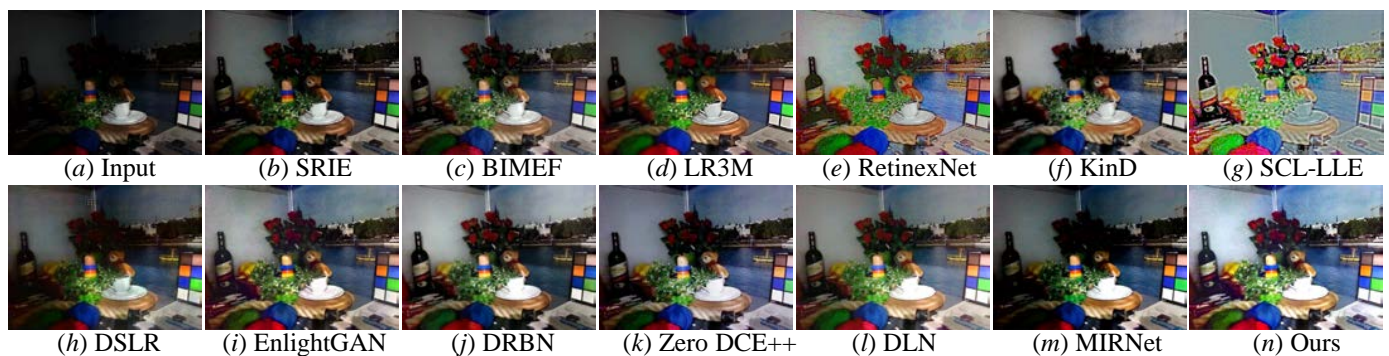 (a) Input (b) SRIE (c) BIMEF (d) LR3M (e) RetinexNet (f) KinD (g) SCL-LLE
(h) DSLR (i) EnlightGAN (j) DRBN (k) Zero DCE++ (l) DLN (m) MIRNet (n) Ours